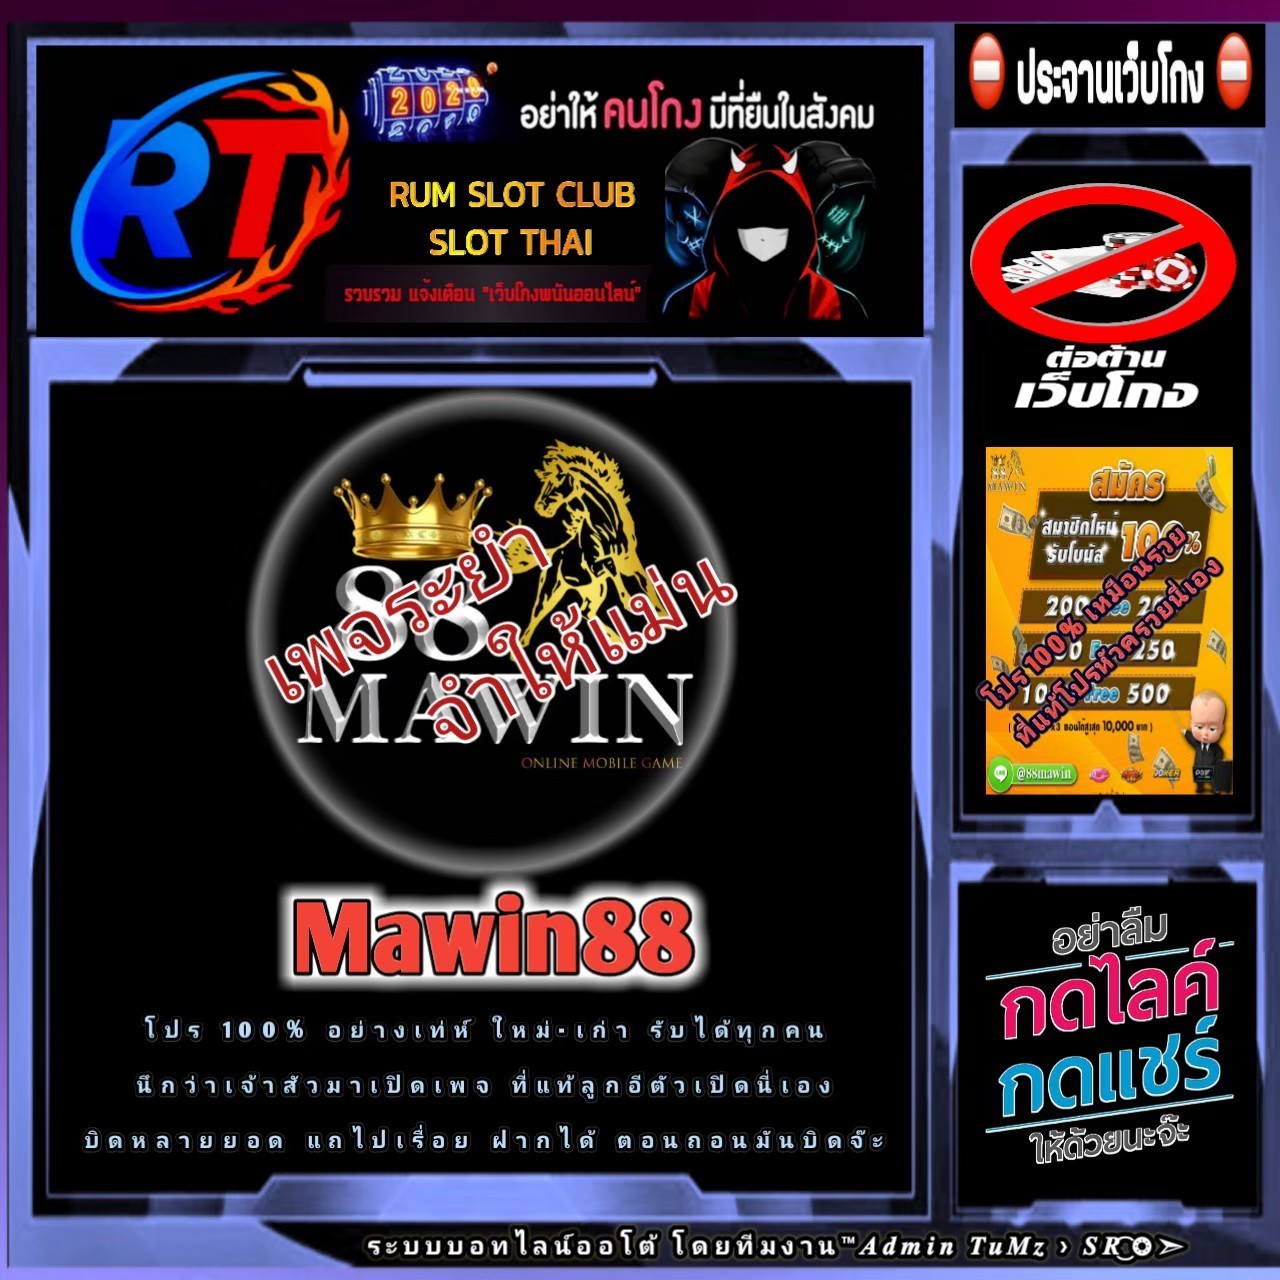 ⛔ ประจานเว็บโกง ⛔
RT
2020
อย่าให้ คนโกง มีที่ยืนในสังคม
RUM SLOT CLUB
SLOT THAI
รวบรวม แจ้งเตือน "เว็บโกงพนันออนไลน์"
ต่อต้าน
เว็บโกง
88
MAWIN
ONLINE MOBILE GAME
เพจระยำ
จำให้แม่น
MAWIN
สมัคร
สมาชิกใหม่
รับโบนัส 100%
โปร 100% เหมือนรวย
ที่แท้โปรหัวครวยนี่เอง
500
@88mawin
JOKER
Mawin88
โปร 100% อย่างเท่ห์ ใหม่-เก่า รับได้ทุกคน
นึกว่าเจ้าสัวมาเปิดเพจ ที่แท้ลูกอีตัวเปิดนี่เอง
บิดหลายยอด แถไปเรื่อย ฝากได้ ตอนถอนมันบิดจ๊ะ
อย่าลืม
กดไลค์
กดแชร์
ให้ด้วยนะจ๊ะ
ระบบบอทไลน์ออโต้ โดยทีมงาน™Admin TuMz › SR